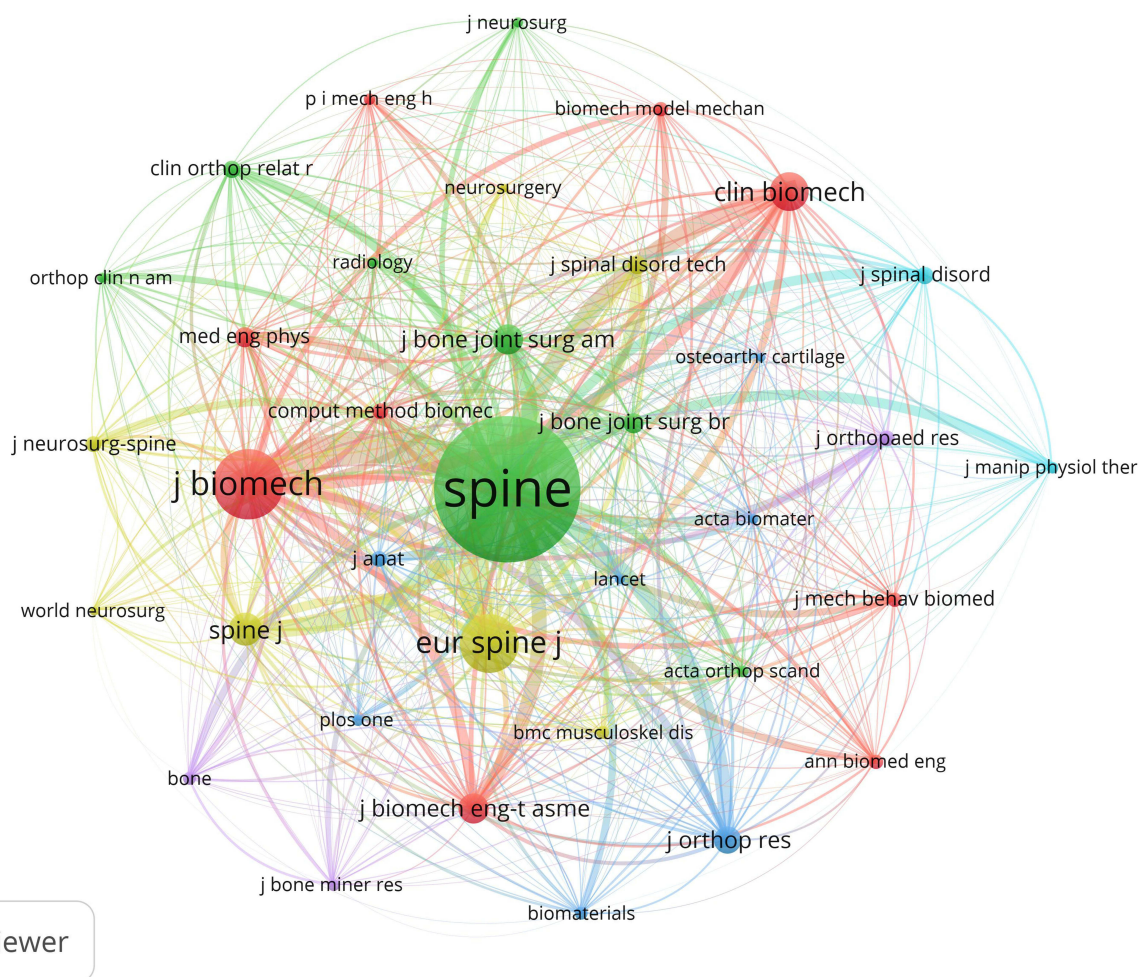 j neurosurg
p i mech eng h
biomech model mechan
clin orthop relat r
neurosurgery
clin biomech
radiology
j spinal disord tech
j spinal disord
orthop clin n am
med eng phys
j bone joint surg am
osteoarthr cartilage
comput method biomec
j bone joint surg br
j neurosurg-spine
j orthopaed res
j manip physiol ther
j biomech
spine
acta biomater
j anat
lancet
j mech behav biomed
world neurosurg
spine j
eur spine j
acta orthop scand
plos one
bmc musculoskel dis
ann biomed eng
bone
j biomech eng-t asme
j orthop res
j bone miner res
biomaterials
iewer